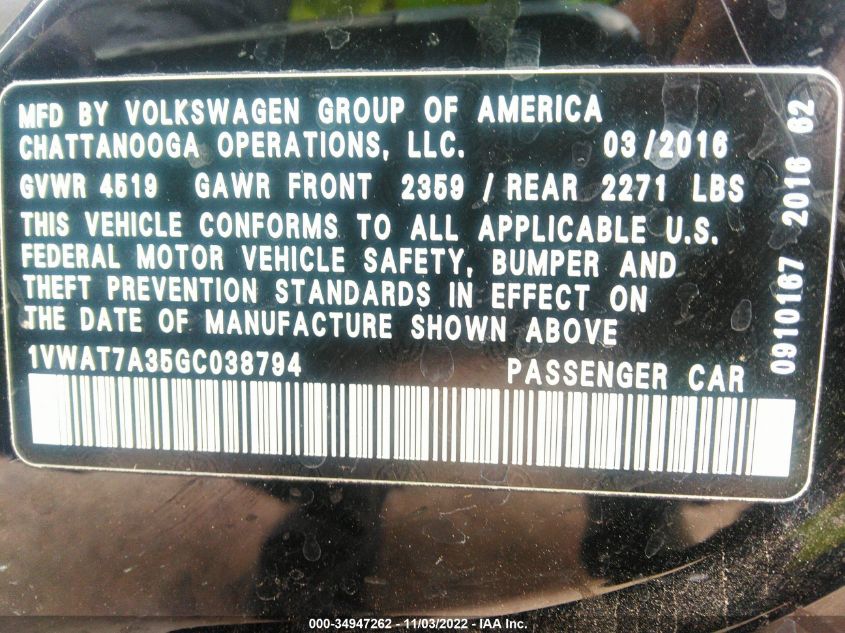 MFD BY VOLKSWAGEN GROUP OF AMERICA
CHATTANOOGA OPERATIONS, LLC. 03/2016
GVWR 4519 GAWR FRONT 2359 / REAR 2271 LBS
THIS VEHICLE CONFORMS TO ALL APPLICABLE U.S.
FEDERAL MOTOR VEHICLE SAFETY, BUMPER AND
THEFT PREVENTION STANDARDS IN EFFECT ON
THE DATE OF MANUFACTURE SHOWN ABOVE
1VWAT7A35GC038794 PASSENGER CAR
0910167 2016 62
000-34947262 - 11/03/2022 - IAA Inc.